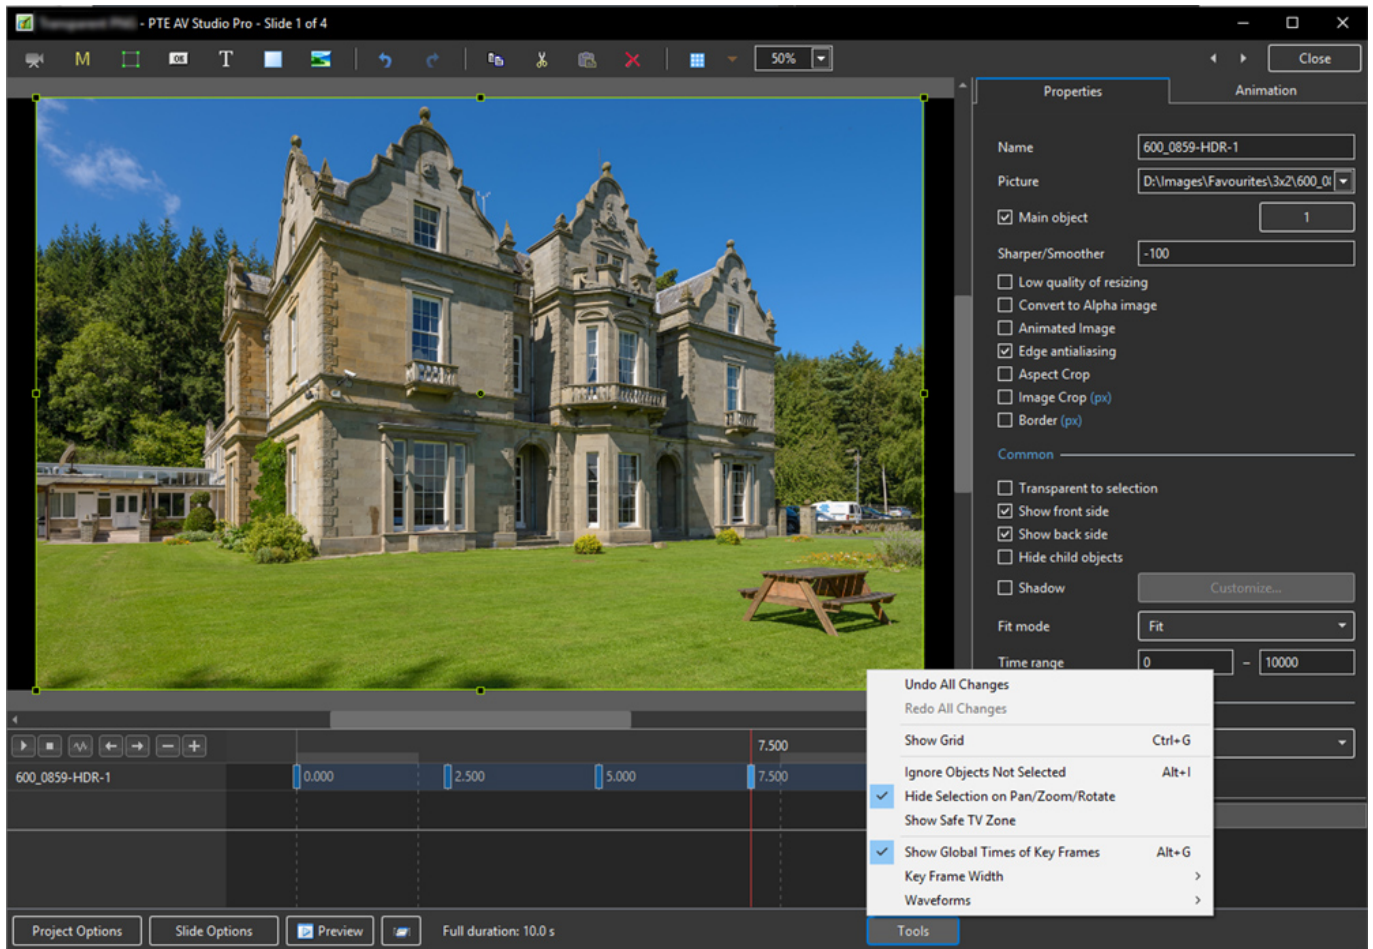 - PTE AV Studio Pro - Slide 1 of 4
M OK T 50% Close
Properties Animation
Name 600_0859-HDR-1
Picture D:\Images\Favourites\3x2\600_0
Main object 1
Sharper/Smoother -100
Low quality of resizing
Convert to Alpha image
Animated Image
Edge antialiasing
Aspect Crop
Image Crop (px)
Border (px)
Common
Transparent to selection
Show front side
Show back side
Hide child objects
Shadow Customize...
Fit mode Fit
Time range 0 – 10000
7.500
600_0859-HDR-1 0.000 2.500 5.000 7.500
Undo All Changes
Redo All Changes
Show Grid Ctrl+G
Ignore Objects Not Selected Alt+I
Hide Selection on Pan/Zoom/Rotate
Show Safe TV Zone
Show Global Times of Key Frames Alt+G
Key Frame Width
Waveforms
Project Options Slide Options Preview Full duration: 10.0 s Tools